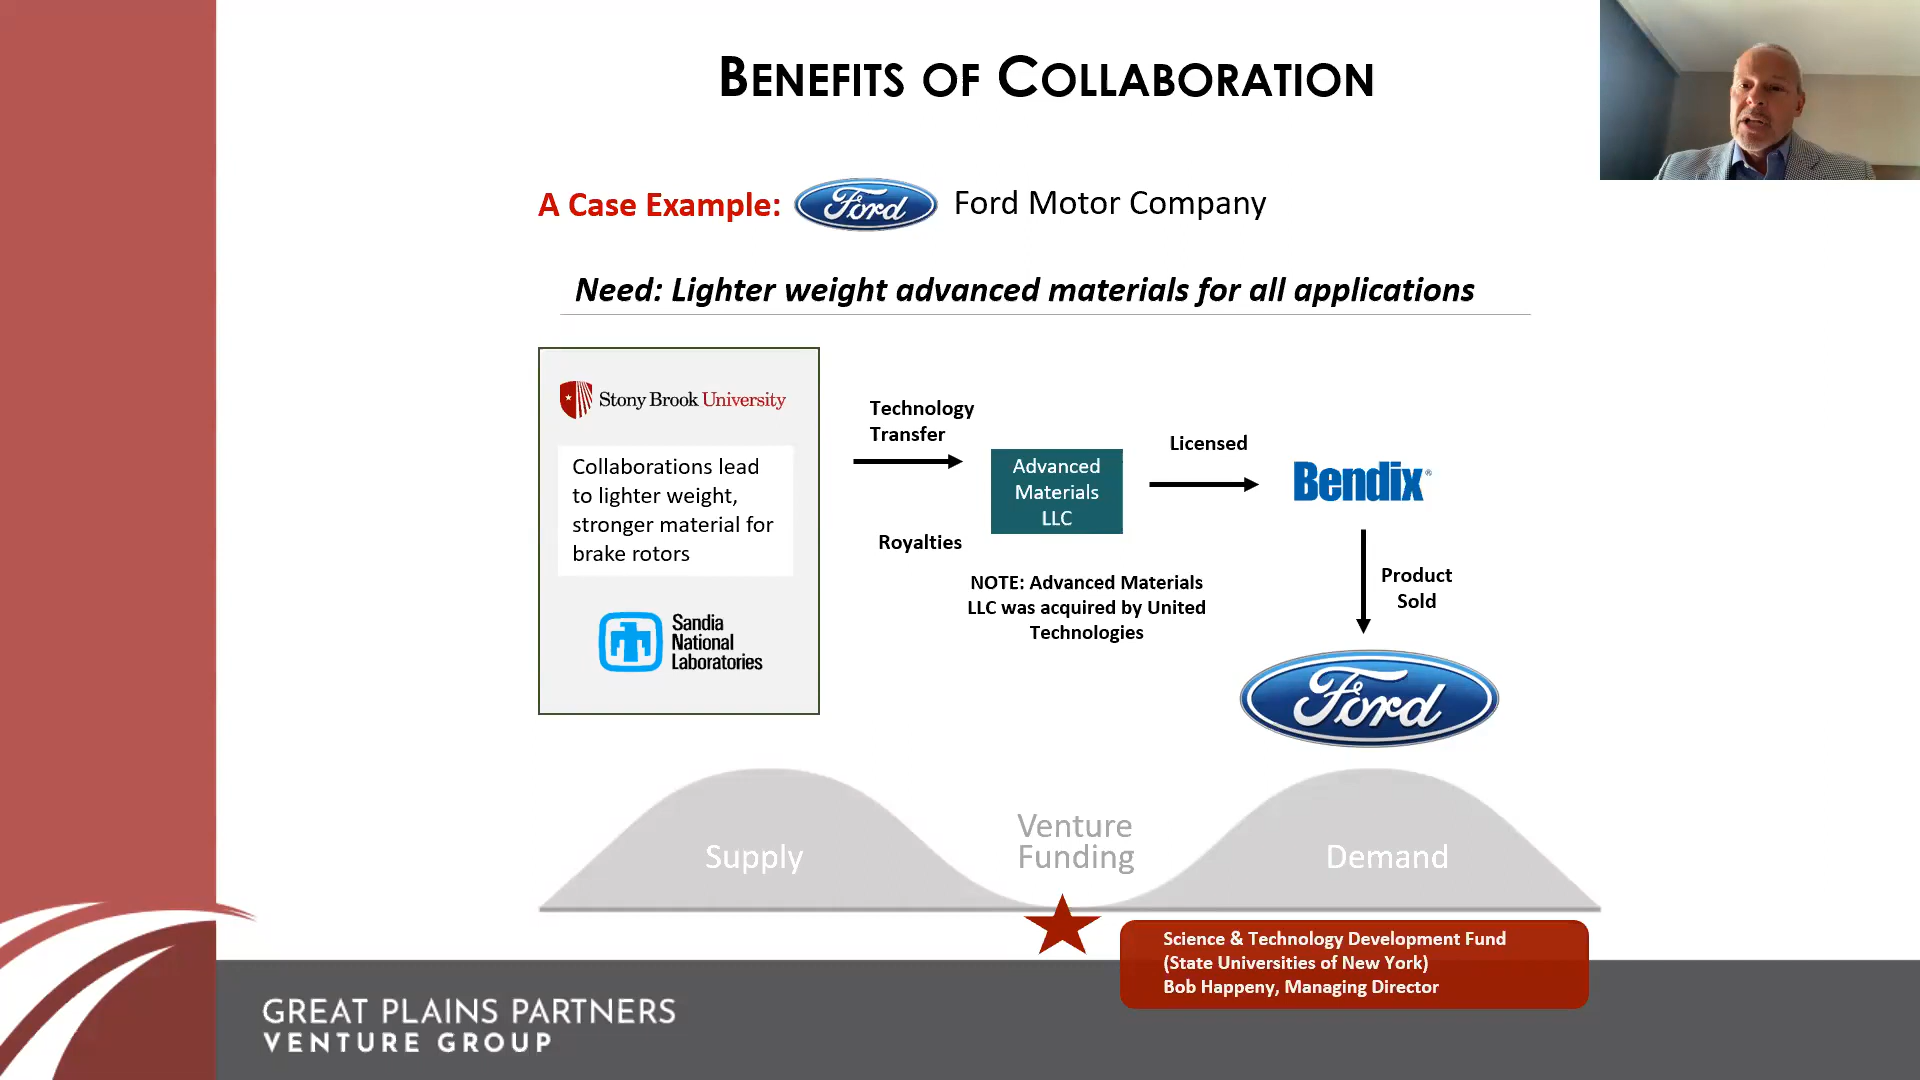 BENEFITS OF COLLABORATION
A Case Example:
Ford
Ford Motor Company
Need: Lighter weight advanced materials for all applications
Stony Brook University
Collaborations lead
to lighter weight,
stronger material for
brake rotors
Sandia
National
Laboratories
Technology
Transfer
Royalties
Advanced
Materials
LLC
NOTE: Advanced Materials
LLC was acquired by United
Technologies
Licensed
Bendix®
Product
Sold
Ford
Supply
Venture
Funding
Demand
Science & Technology Development Fund
(State Universities of New York)
Bob Happeny, Managing Director
GREAT PLAINS PARTNERS
VENTURE GROUP